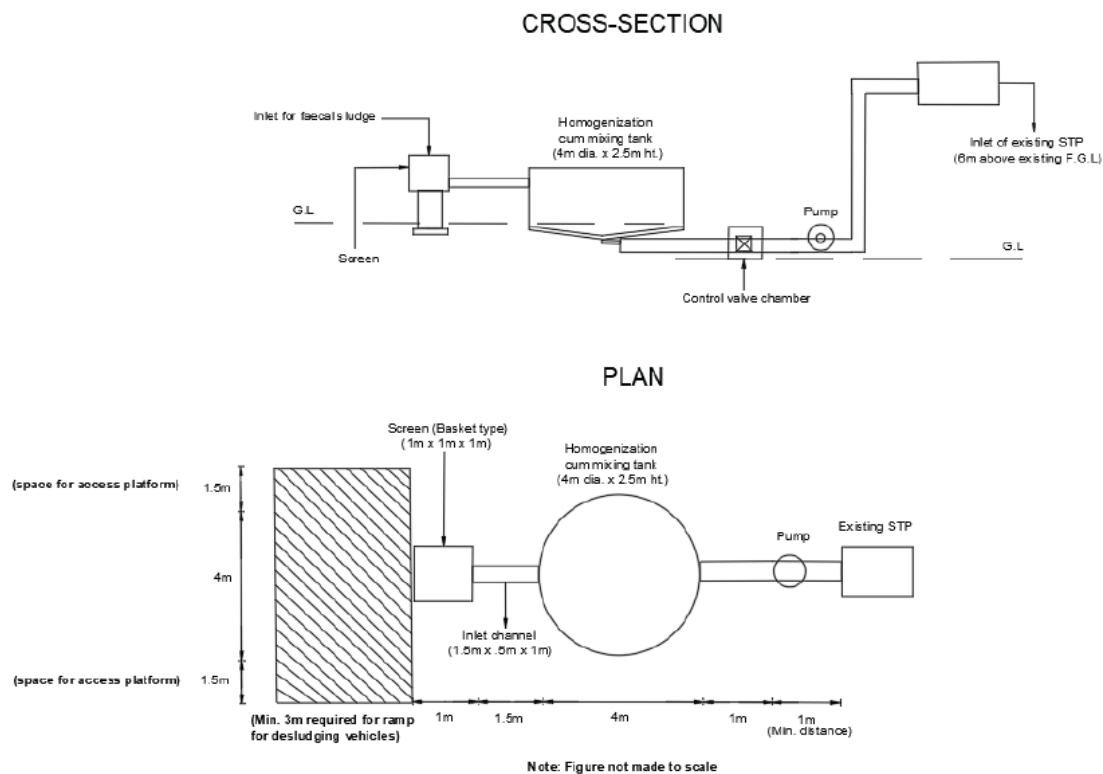 CROSS-SECTION
Inlet for faecal sludge
Homogenization
cum mixing tank
(4m dia. x 2.5m ht.)
Inlet of existing STP
(6m above existing F.G.L)
G.L
Pump
G.L
Screen
Control valve chamber
PLAN
Screen (Basket type)
(1m x 1m x 1m)
Homogenization
cum mixing tank
(4m dia. x 2.5m ht.)
(space for access platform)
1.5m
Pump
Existing STP
4m
Inlet channel
(1.5m x .5m x 1m)
(space for access platform)
1.5m
(Min. 3m required for ramp
for desludging vehicles)
1m
1.5m
4m
1m
1m
(Min. distance)
Note: Figure not made to scale